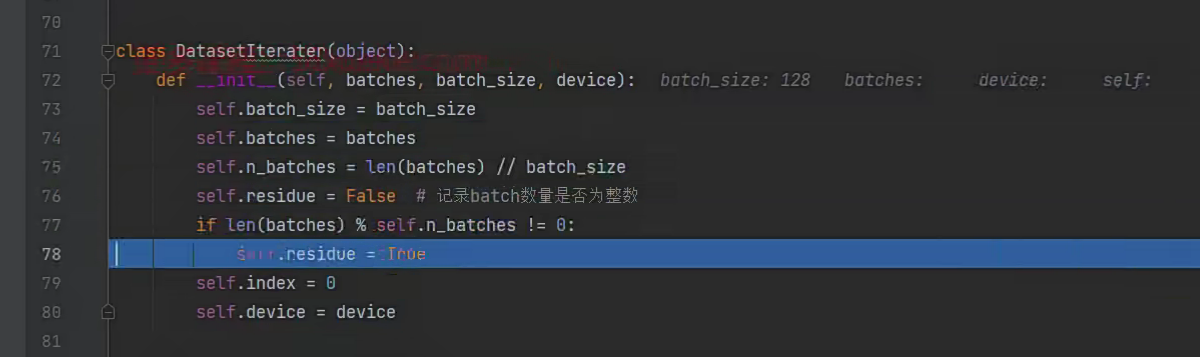 70
71 class DatasetIterater(object):
72 def __init__(self, batches, batch_size, device): batch_size: 128 batches: device: self:
73 self.batch_size = batch_size
74 self.batches = batches
75 self.n_batches = len(batches) // batch_size
76 self.residue = False # 记录batch数量是否为整数
77 if len(batches) % self.n_batches != 0:
78 self.residue = True
79 self.index = 0
80 self.device = device
81